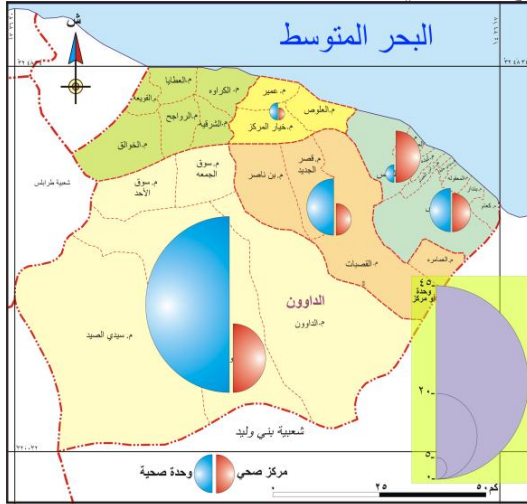 البحر المتوسط
ش
م. العطايا
م. الكراوه
م. القويعه
م. الرواجح
م. الشرقية
م. الخوالق
م. عمير
م. العلوص
م. خيار المركز
شعبية طرابلس
م. سوق الجمعه
م. سوق الأحد
م. بن ناصر
م. قصر الجديد
م. القصبات
م. العمامره
م. سيدي الصيد
الداوون
م. الداوون
شعبية بني وليد
٤٥
وحدة
أو مركز
٢٠
٥
٠
مركز صحي
وحدة صحية
٠
٢٥
٥٠ كم